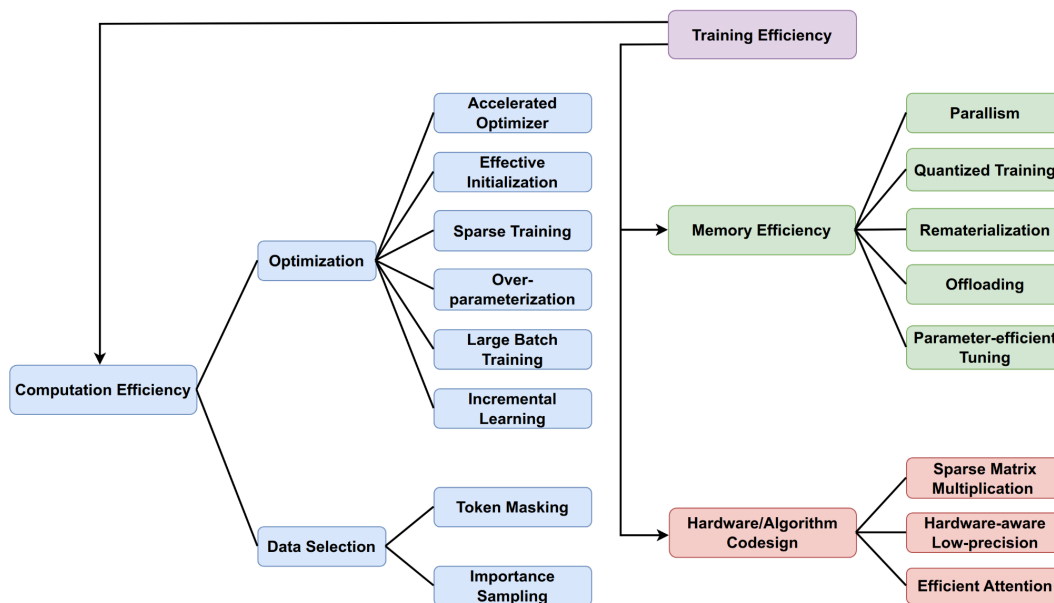 Training Efficiency
Computation Efficiency
Optimization
Accelerated
Optimizer
Effective
Initialization
Sparse Training
Over-
parameterization
Large Batch
Training
Incremental
Learning
Data Selection
Token Masking
Importance
Sampling
Memory Efficiency
Parallism
Quantized Training
Rematerialization
Offloading
Parameter-efficient
Tuning
Hardware/Algorithm
Codesign
Sparse Matrix
Multiplication
Hardware-aware
Low-precision
Efficient Attention